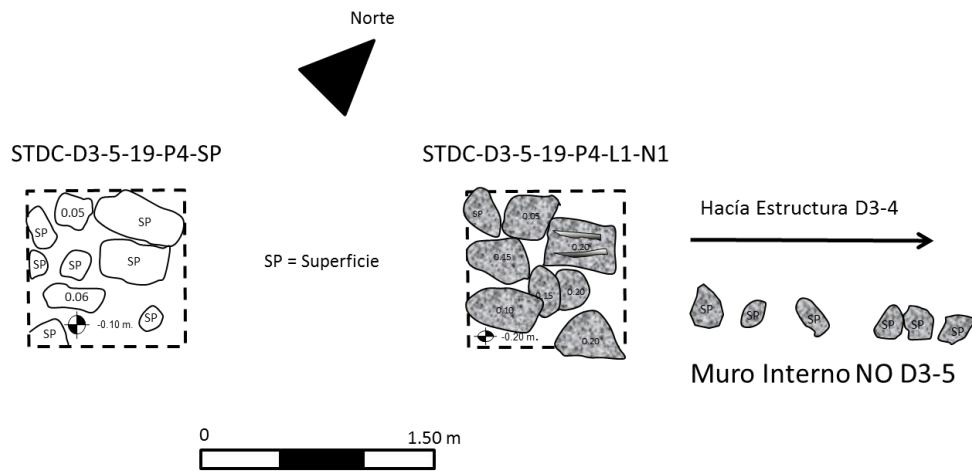 Norte
STDC-D3-5-19-P4-SP
STDC-D3-5-19-P4-L1-N1
0.05
SP
SP
SP
SP
SP
0.06
SP
-0.10 m.
SP
SP = Superficie
SP
0.05
0.20
0.15
0.15
0.20
0.10
-0.20 m.
0.20
Hacía Estructura D3-4
SP
SP
SP
SP
SP
SP
Muro Interno NO D3-5
0
1.50 m